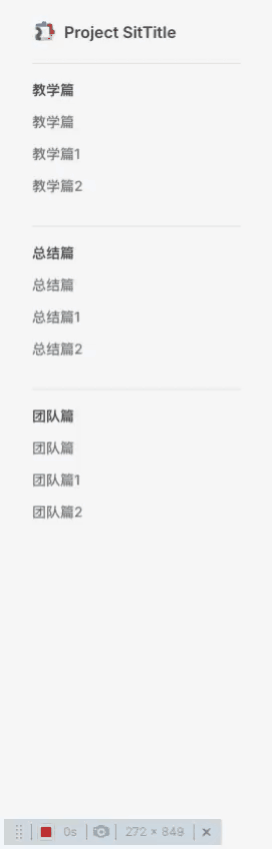 Project SitTitle
教学篇
教学篇
教学篇1
教学篇2
总结篇
总结篇
总结篇1
总结篇2
团队篇
团队篇
团队篇1
团队篇2
0s 272 × 849 ×